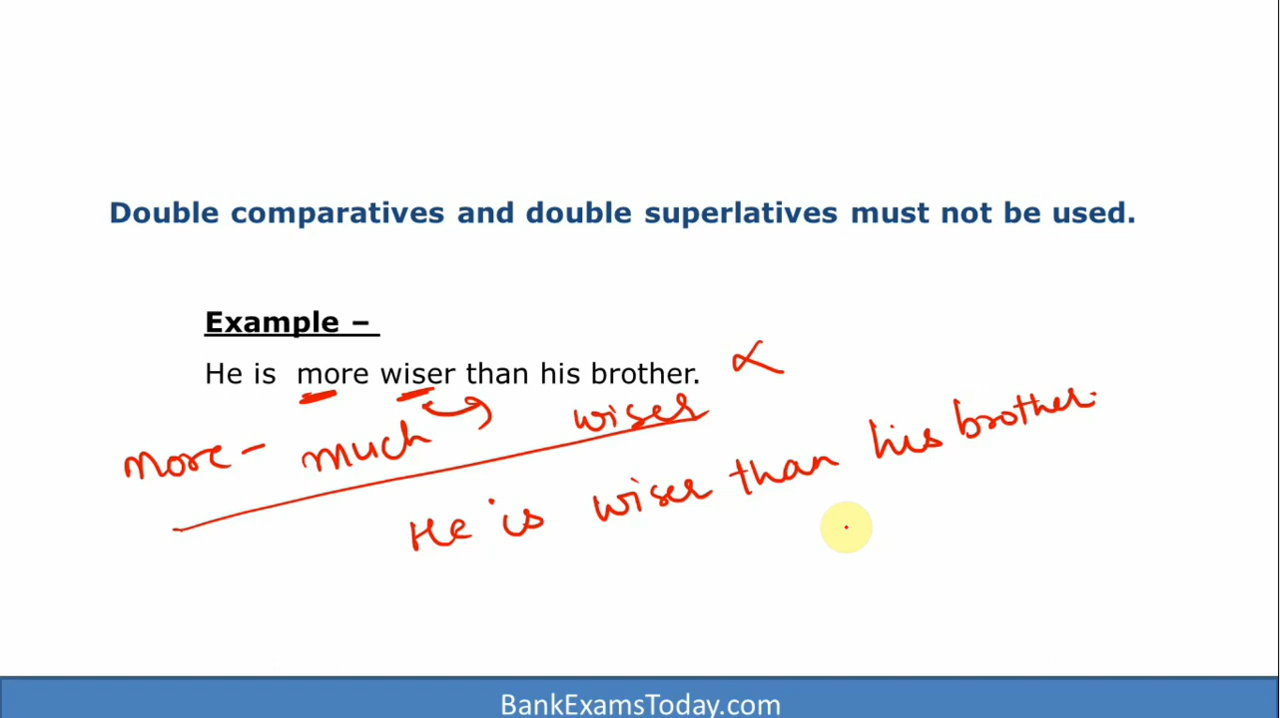 Double comparatives and double superlatives must not be used.
Example –
He is more wiser than his brother.
more – much wiser
He is wiser than his brother.
BankExamsToday.com